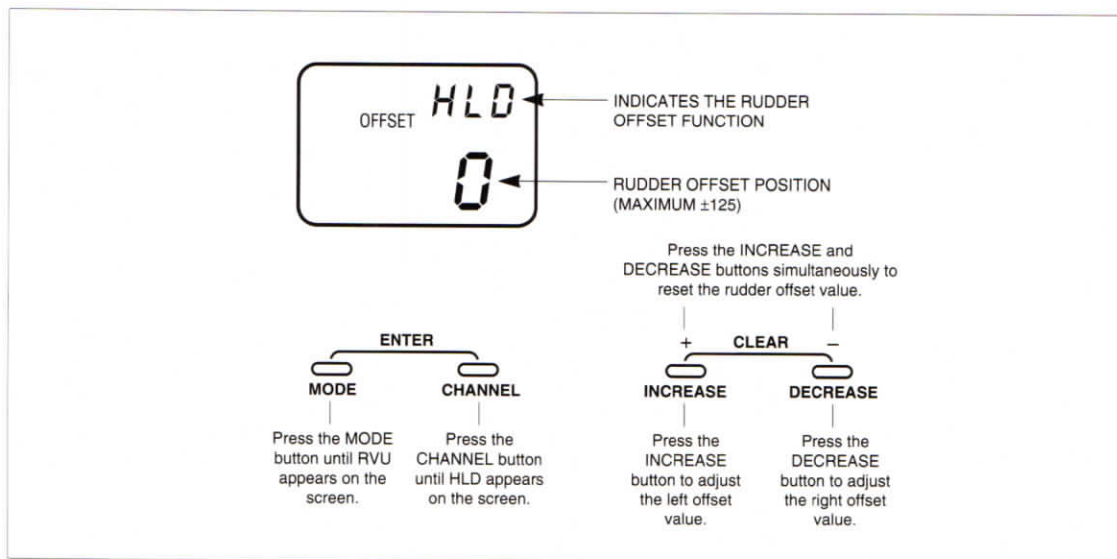 OFFSET HLD
INDICATES THE RUDDER
OFFSET FUNCTION
0
RUDDER OFFSET POSITION
(MAXIMUM ±125)
Press the INCREASE and
DECREASE buttons simultaneously to
reset the rudder offset value.
ENTER
MODE
CHANNEL
Press the MODE
button until RVU
appears on the
screen.
Press the
CHANNEL button
until HLD appears
on the screen.
+ CLEAR –
INCREASE
DECREASE
Press the
INCREASE
button to adjust
the left offset
value.
Press the
DECREASE
button to adjust
the right offset
value.